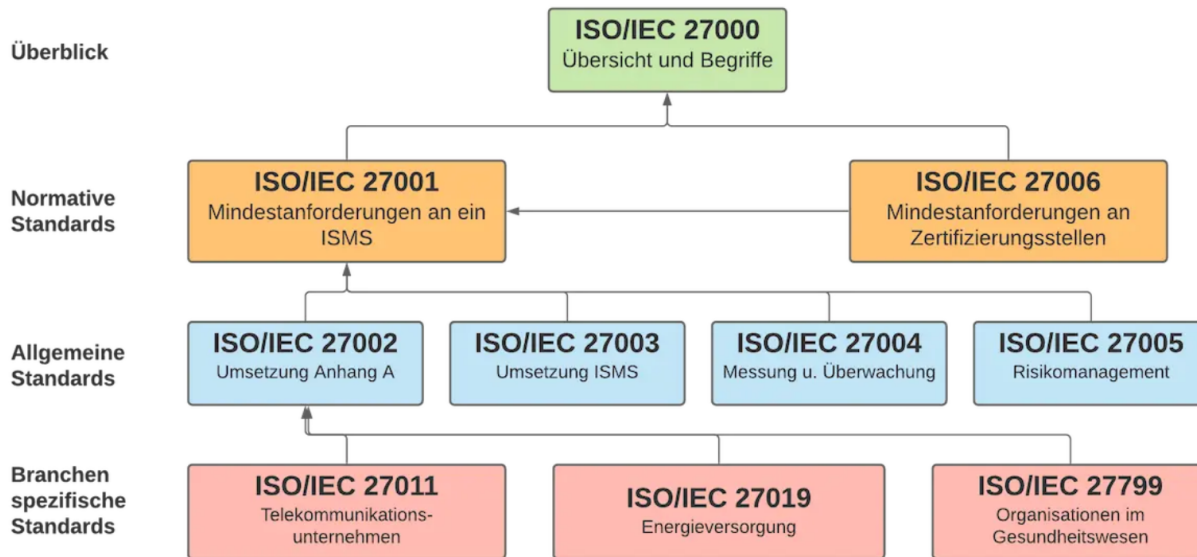 Überblick
ISO/IEC 27000
Übersicht und Begriffe
Normative
Standards
ISO/IEC 27001
Mindestanforderungen an ein
ISMS
ISO/IEC 27006
Mindestanforderungen an
Zertifizierungsstellen
Allgemeine
Standards
ISO/IEC 27002
Umsetzung Anhang A
ISO/IEC 27003
Umsetzung ISMS
ISO/IEC 27004
Messung u. Überwachung
ISO/IEC 27005
Risikomanagement
Branchen
spezifische
Standards
ISO/IEC 27011
Telekommunikations-
unternehmen
ISO/IEC 27019
Energieversorgung
ISO/IEC 27799
Organisationen im
Gesundheitswesen